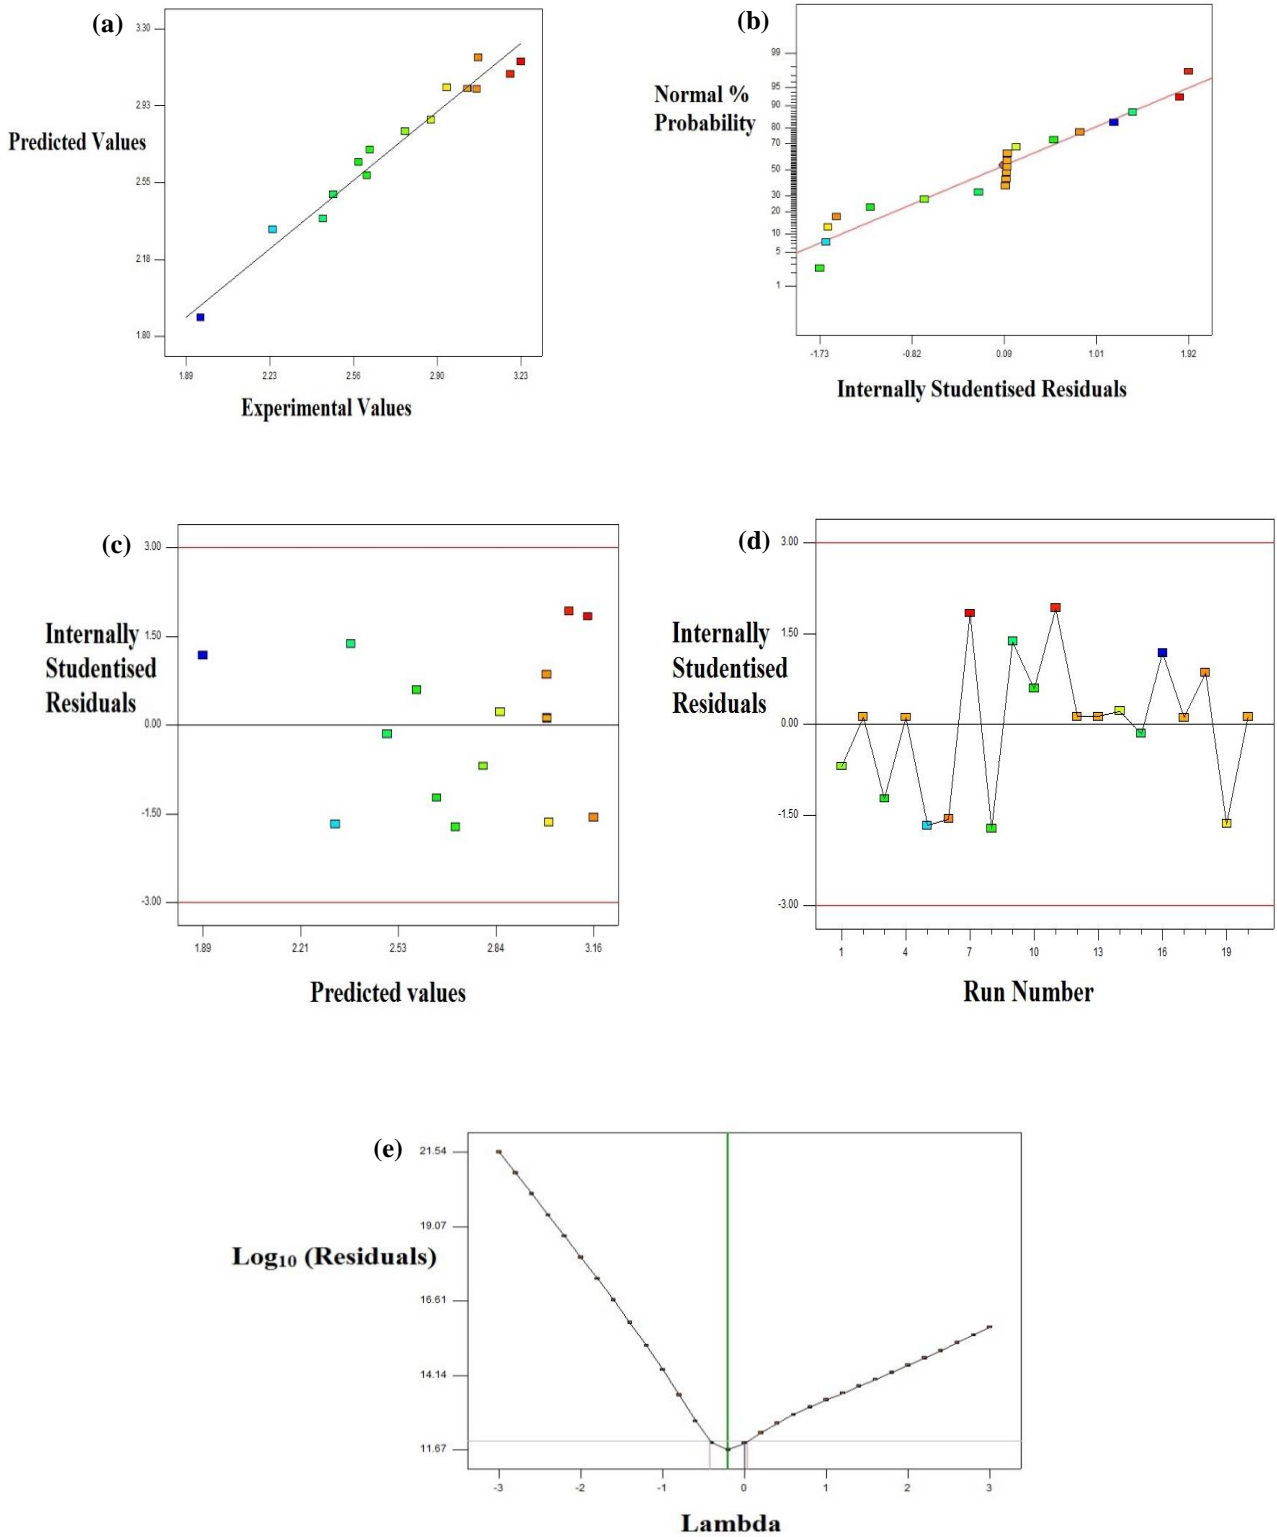 (a)
3.30
2.93
Predicted Values
2.55
2.18
1.80
1.89 2.23 2.56 2.90 3.23
Experimental Values
(b)
99
Normal %
Probability
95
90
80
70
50
30
20
10
5
1
-1.73 -0.82 0.09 1.01 1.92
Internally Studentised Residuals
(c)
3.00
Internally
Studentised
Residuals
1.50
0.00
-1.50
-3.00
1.89 2.21 2.53 2.84 3.16
Predicted values
(d)
3.00
Internally
Studentised
Residuals
1.50
0.00
-1.50
-3.00
1 4 7 10 13 16 19
Run Number
(e)
21.54
19.07
Log₁₀ (Residuals)
16.61
14.14
11.67
-3 -2 -1 0 1 2 3
Lambda